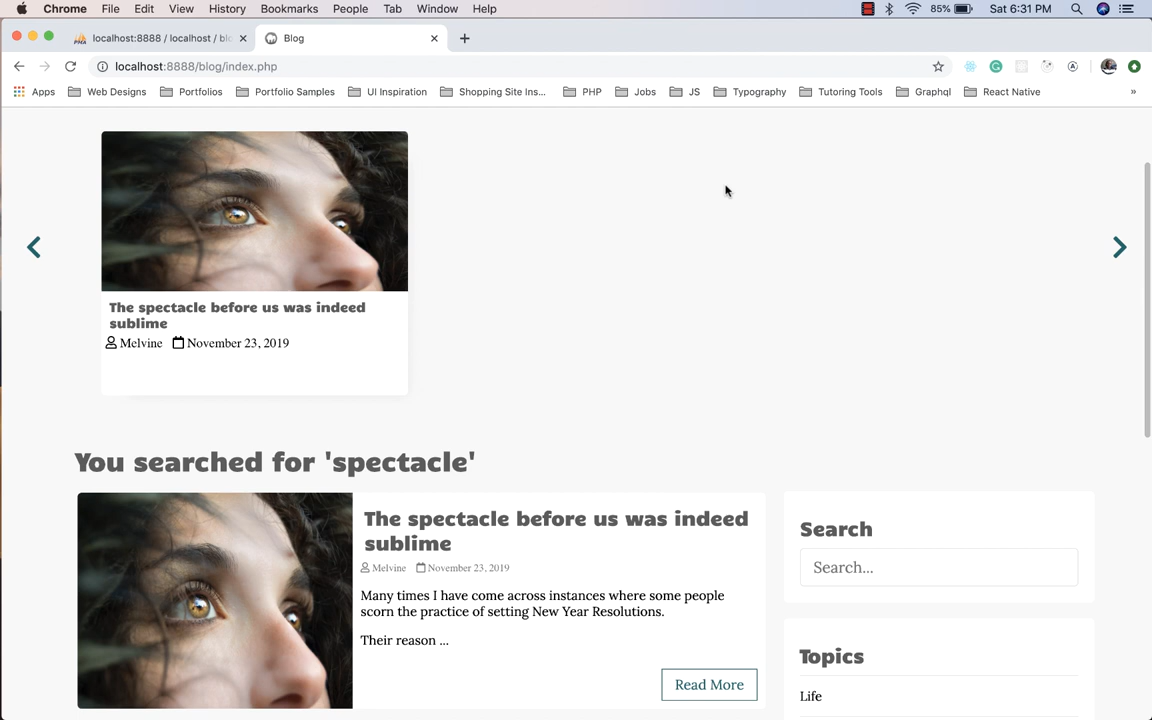 Chrome File Edit View History Bookmarks People Tab Window Help 85% Sat 6:31 PM
localhost:8888 / localhost / blo Blog
localhost:8888/blog/index.php
Apps Web Designs Portfolios Portfolio Samples UI Inspiration Shopping Site Ins... PHP Jobs JS Typography Tutoring Tools Graphql React Native »
The spectacle before us was indeed
sublime
Melvine November 23, 2019
You searched for 'spectacle'
The spectacle before us was indeed
sublime
Melvine November 23, 2019
Many times I have come across instances where some people
scorn the practice of setting New Year Resolutions.
Their reason ...
Read More
Search
Search...
Topics
Life